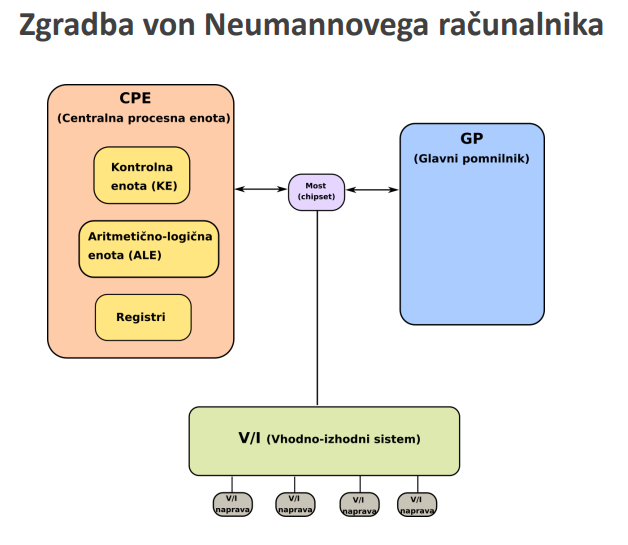 Zgradba von Neumannovega računalnika
CPE
(Centralna procesna enota)
Kontrolna
enota (KE)
Aritmetično-logična
enota (ALE)
Registri
Most
(chipset)
GP
(Glavni pomnilnik)
V/I (Vhodno-izhodni sistem)
V/I
naprava
V/I
naprava
V/I
naprava
V/I
naprava